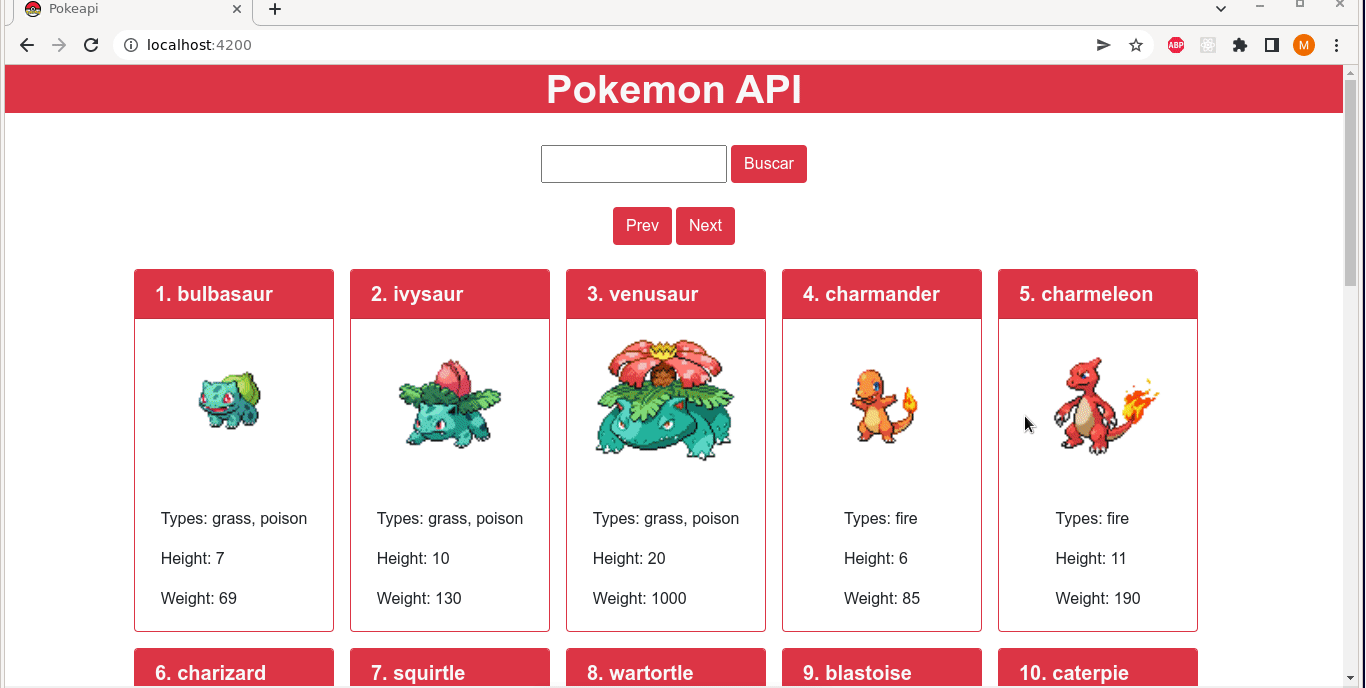 Pokeapi
localhost:4200
ABP
M
Pokemon API
Buscar
Prev Next
1. bulbasaur
Types: grass, poison
Height: 7
Weight: 69
2. ivysaur
Types: grass, poison
Height: 10
Weight: 130
3. venusaur
Types: grass, poison
Height: 20
Weight: 1000
4. charmander
Types: fire
Height: 6
Weight: 85
5. charmeleon
Types: fire
Height: 11
Weight: 190
6. charizard
7. squirtle
8. wartortle
9. blastoise
10. caterpie